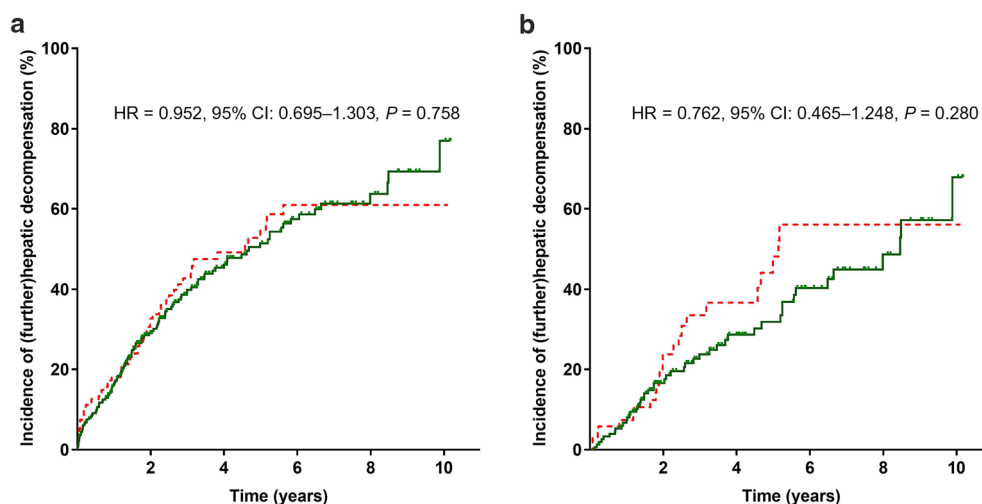 a
Incidence of (further)hepatic decompensation (%)
100
80
60
40
20
0
HR = 0.952, 95% CI: 0.695–1.303, P = 0.758
2 4 6 8 10
Time (years)
b
Incidence of (further)hepatic decompensation (%)
100
80
60
40
20
0
HR = 0.762, 95% CI: 0.465–1.248, P = 0.280
2 4 6 8 10
Time (years)